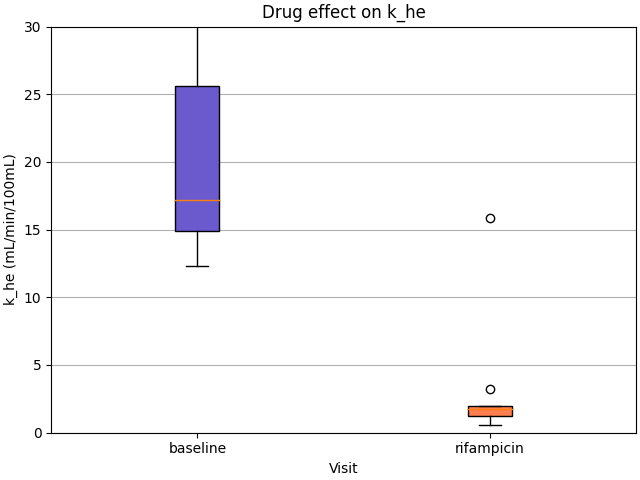 Drug effect on k_he
k_he (mL/min/100mL)
30
25
20
15
10
5
0
baseline
rifampicin
Visit